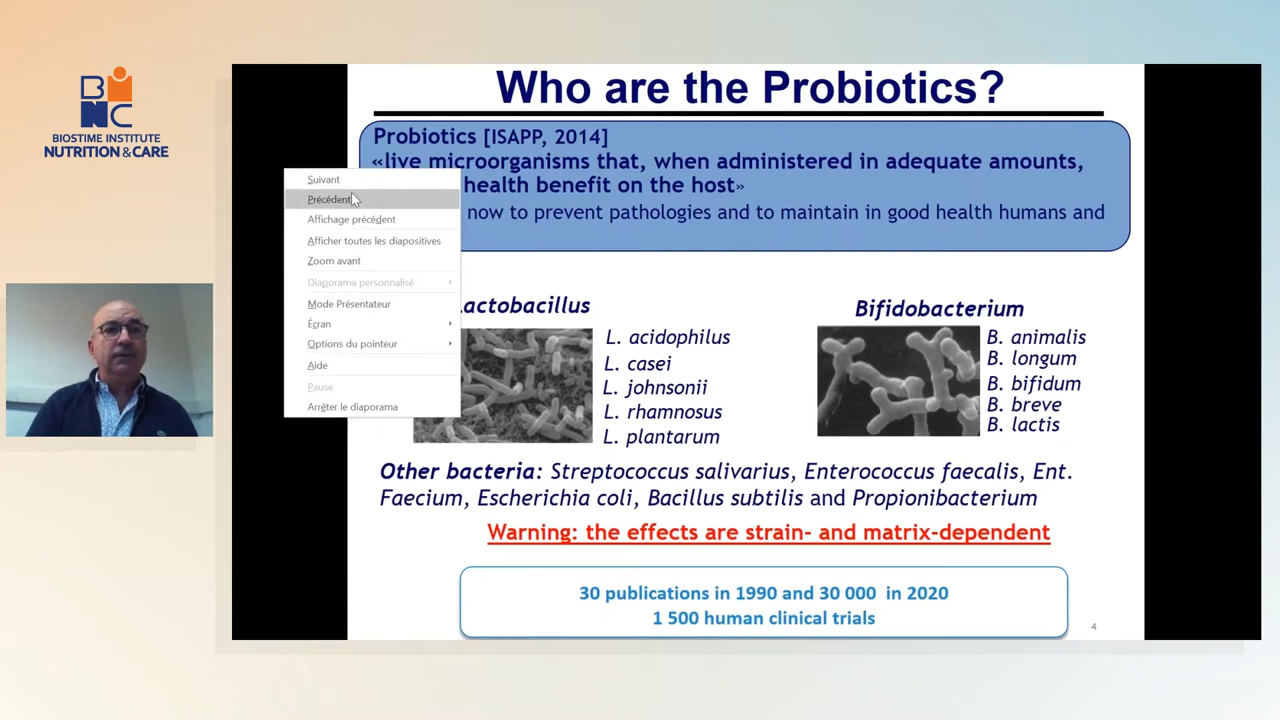 BINC
BIOSTIME INSTITUTE
NUTRITION & CARE
Who are the Probiotics?
Probiotics [ISAPP, 2014]
«live microorganisms that, when administered in adequate amounts,
health benefit on the host»
now to prevent pathologies and to maintain in good health humans and
Suivant
Précédent
Affichage précédent
Afficher toutes les diapositives
Zoom avant
Diaporama personnalisé
Mode Présentateur
Écran
Options du pointeur
Aide
Pause
Arrêter le diaporama
actobacillus
L. acidophilus
L. casei
L. johnsonii
L. rhamnosus
L. plantarum
Bifidobacterium
B. animalis
B. longum
B. bifidum
B. breve
B. lactis
Other bacteria: Streptococcus salivarius, Enterococcus faecalis, Ent.
Faecium, Escherichia coli, Bacillus subtilis and Propionibacterium
Warning: the effects are strain- and matrix-dependent
30 publications in 1990 and 30 000 in 2020
1 500 human clinical trials
4